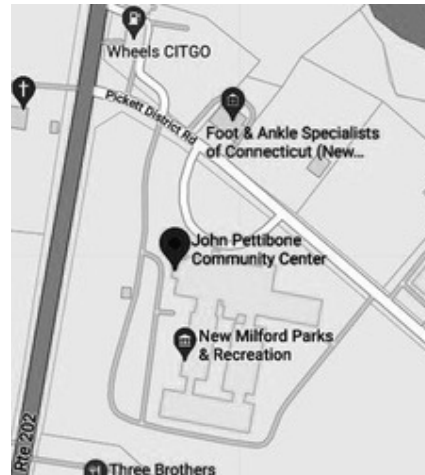 Wheels CITGO
Pickett District Rd
Foot & Ankle Specialists
of Connecticut (New...
John Pettibone
Community Center
New Milford Parks
& Recreation
Rte 202
Three Brothers